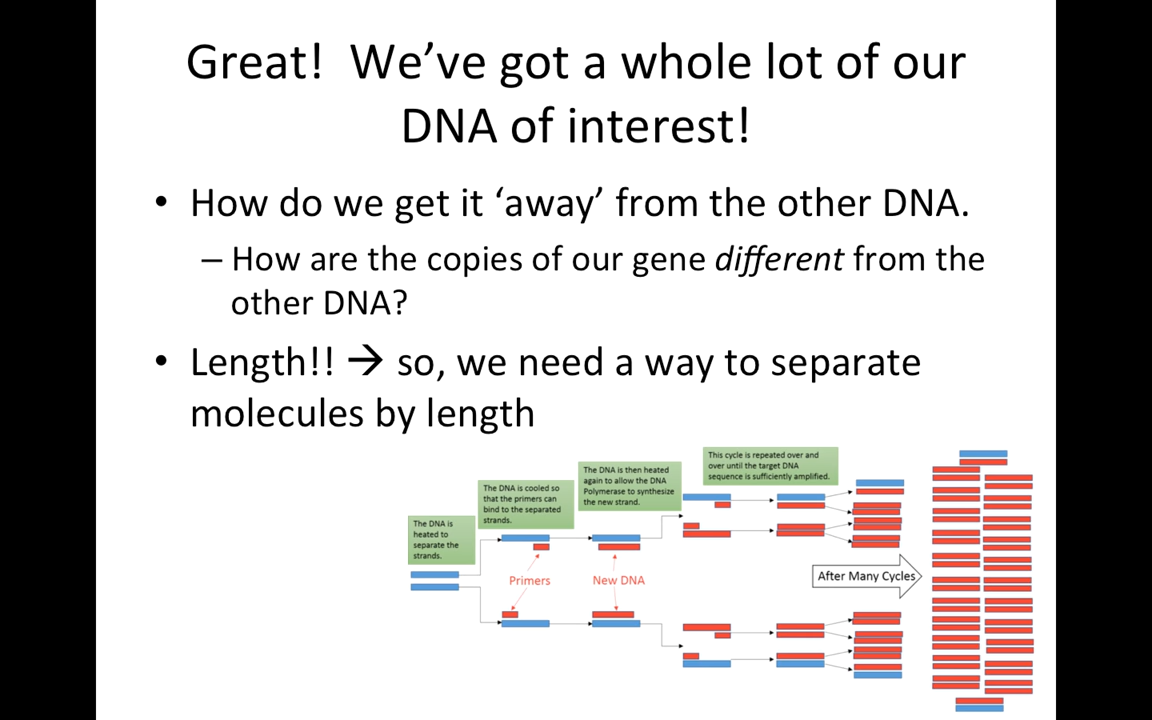 Great!  We’ve got a whole lot of our
DNA of interest!
• How do we get it ‘away’ from the other DNA.
– How are the copies of our gene different from the
other DNA?
• Length!! → so, we need a way to separate
molecules by length
The DNA is
heated to
separate the
strands.
The DNA is cooled so
that the primers can
bind to the separated
strands.
The DNA is then heated
again to allow the DNA
Polymerase to synthesize
the new strand.
This cycle is repeated over and
over until the target DNA
sequence is sufficiently amplified.
Primers
New DNA
After Many Cycles